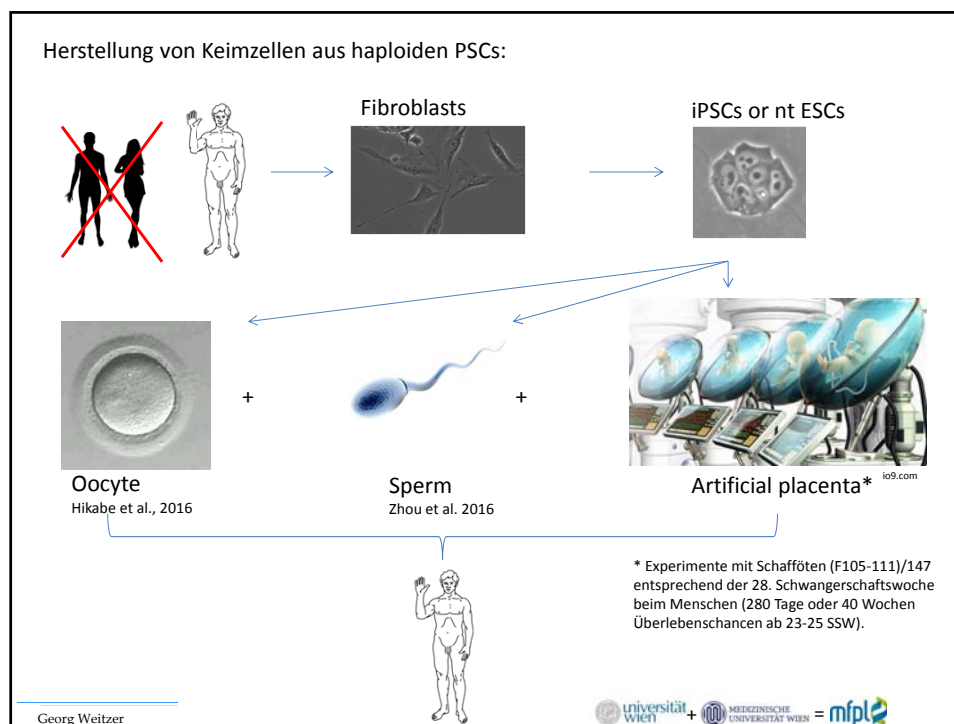 Herstellung von Keimzellen aus haploiden PSCs:
Fibroblasts
iPSCs or nt ESCs
+
+
io9.com
Oocyte
Hikabe et al., 2016
Sperm
Zhou et al. 2016
Artificial placenta*
* Experimente mit Schafföten (F105-111)/147
entsprechend der 28. Schwangerschaftswoche
beim Menschen (280 Tage oder 40 Wochen
Überlebenschancen ab 23-25 SSW).
Georg Weitzer
universität
wien
+
MEDIZINISCHE
UNIVERSITÄT WIEN
=
mfpl